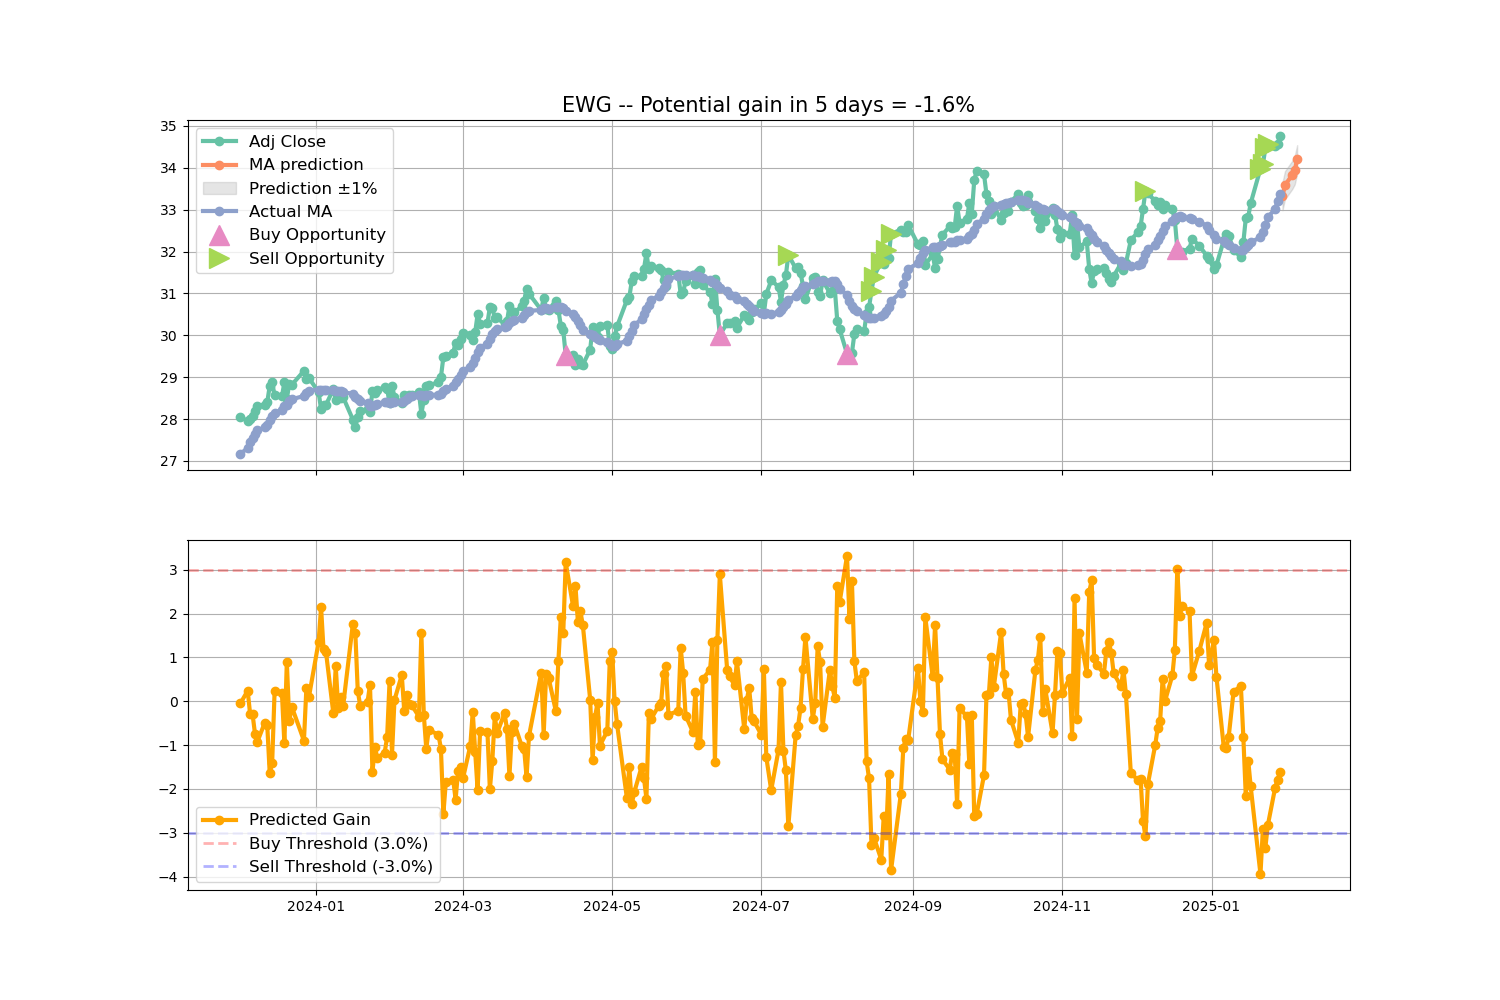 EWG -- Potential gain in 5 days = -1.6%
35
34
33
32
31
30
29
28
27
Adj Close
MA prediction
Prediction ±1%
Actual MA
Buy Opportunity
Sell Opportunity
3
2
1
0
−1
−2
−3
−4
Predicted Gain
Buy Threshold (3.0%)
Sell Threshold (-3.0%)
2024-01 2024-03 2024-05 2024-07 2024-09 2024-11 2025-01